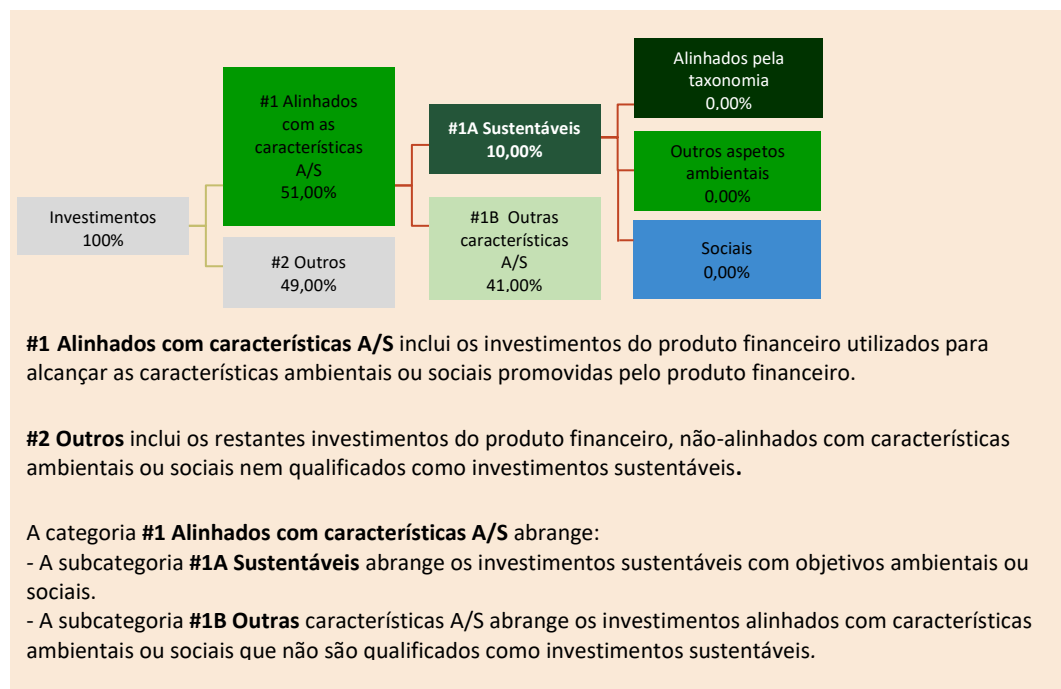 Investimentos
100%
#1 Alinhados
com as
características
A/S
51,00%
#2 Outros
49,00%
#1A Sustentáveis
10,00%
#1B Outras
características
A/S
41,00%
Alinhados pela
taxonomia
0,00%
Outros aspetos
ambientais
0,00%
Sociais
0,00%
#1 Alinhados com características A/S inclui os investimentos do produto financeiro utilizados para
alcançar as características ambientais ou sociais promovidas pelo produto financeiro.
#2 Outros inclui os restantes investimentos do produto financeiro, não-alinhados com características
ambientais ou sociais nem qualificados como investimentos sustentáveis.
A categoria #1 Alinhados com características A/S abrange:
- A subcategoria #1A Sustentáveis abrange os investimentos sustentáveis com objetivos ambientais ou
sociais.
- A subcategoria #1B Outras características A/S abrange os investimentos alinhados com características
ambientais ou sociais que não são qualificados como investimentos sustentáveis.